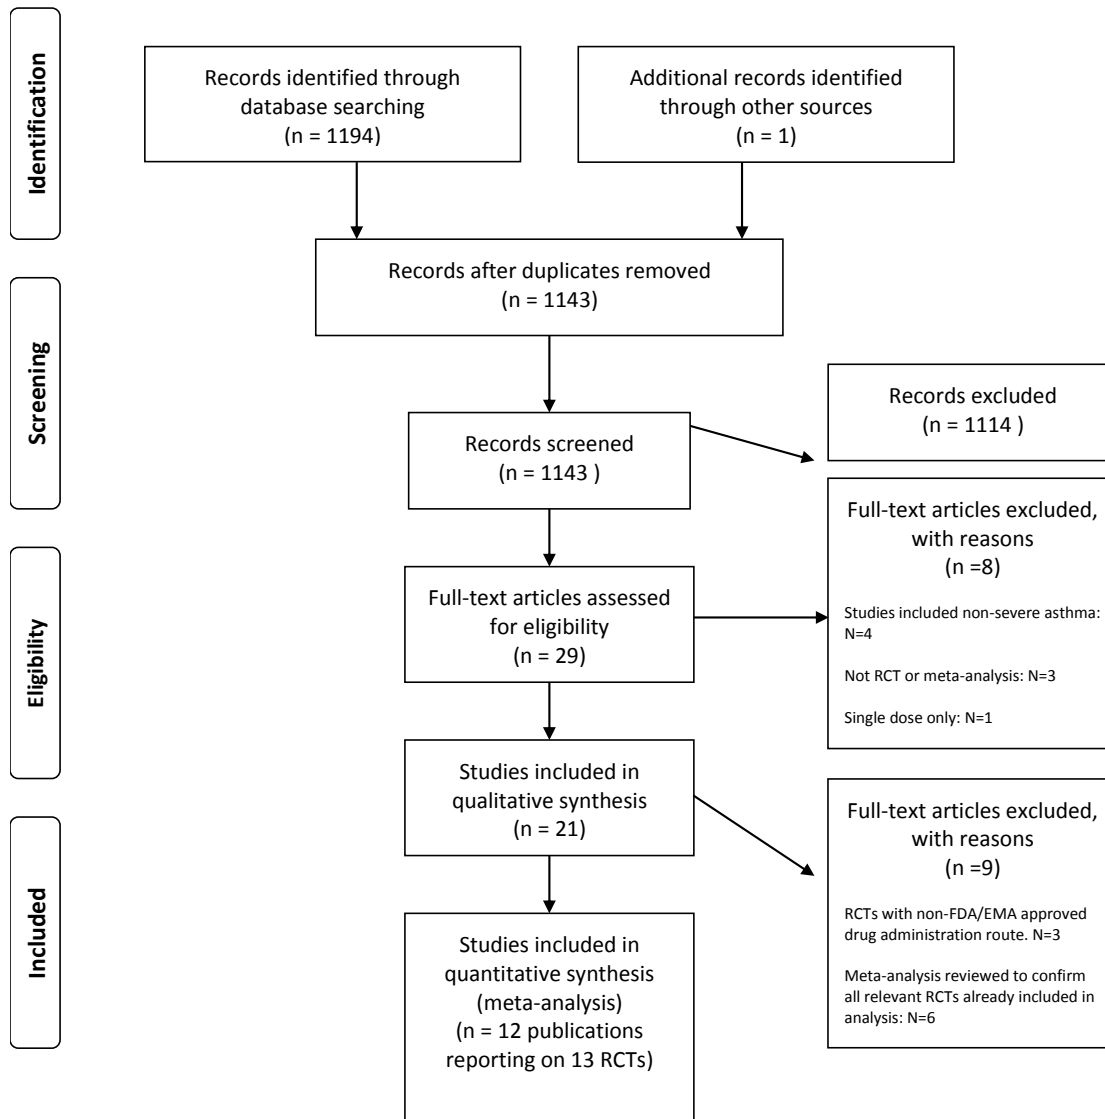 Identification
Records identified through
database searching
(n = 1194)
Additional records identified
through other sources
(n = 1)
Records after duplicates removed
(n = 1143)
Screening
Records screened
(n = 1143 )
Records excluded
(n = 1114 )
Eligibility
Full-text articles assessed
for eligibility
(n = 29)
Full-text articles excluded,
with reasons
(n =8)
Studies included non-severe asthma:
N=4
Not RCT or meta-analysis: N=3
Single dose only: N=1
Studies included in
qualitative synthesis
(n = 21)
Full-text articles excluded,
with reasons
(n =9)
RCTs with non-FDA/EMA approved
drug administration route. N=3
Meta-analysis reviewed to confirm
all relevant RCTs already included in
analysis: N=6
Included
Studies included in
quantitative synthesis
(meta-analysis)
(n = 12 publications
reporting on 13 RCTs)